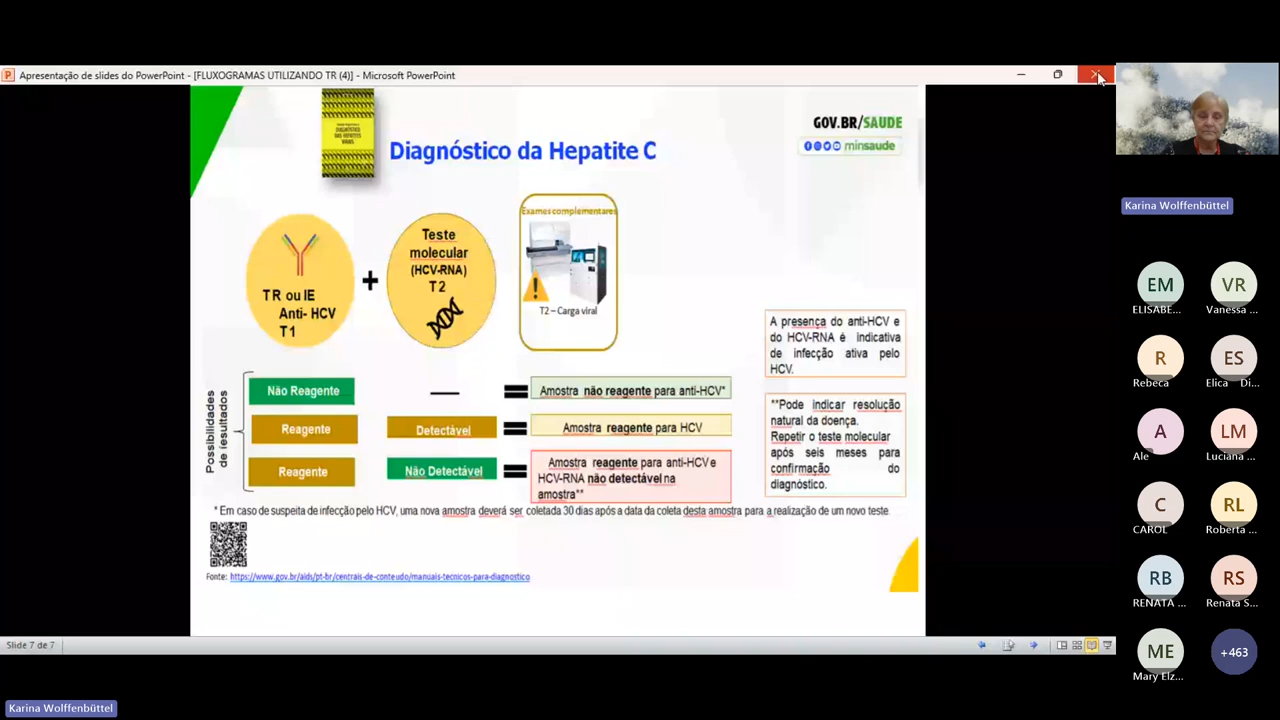 Apresentação de slides do PowerPoint - [FLUXOGRAMAS UTILIZANDO TR (4)] - Microsoft PowerPoint
DIAGNÓSTICO
DAS HEPATITES
VIRAIS
Diagnóstico da Hepatite C
GOV.BR/SAUDE
minsaude
TR ou IE
Anti- HCV
T1
+
Teste
molecular
(HCV-RNA)
T2
Exames complementares
T2 – Carga viral
A presença do anti-HCV e
do HCV-RNA é indicativa
de infecção ativa pelo
HCV.
**Pode indicar resolução
natural da doença.
Repetir o teste molecular
após seis meses para
confirmação do
diagnóstico.
Possibilidades
de resultados
Não Reagente
Amostra não reagente para anti-HCV*
Reagente
Detectável
Amostra reagente para HCV
Reagente
Não Detectável
Amostra reagente para anti-HCV e
HCV-RNA não detectável na
amostra**
* Em caso de suspeita de infecção pelo HCV, uma nova amostra deverá ser coletada 30 dias após a data da coleta desta amostra para a realização de um novo teste
Fonte: https://www.gov.br/aids/pt-br/centrais-de-conteudo/manuais-tecnicos-para-diagnostico
Slide 7 de 7
Karina Wolffenbüttel
Karina Wolffenbüttel
EM
ELISABE...
VR
Vanessa ...
R
Rebeca
ES
Elica Di...
A
Ale
LM
Luciana ...
C
CAROL
RL
Roberta ...
RB
RENATA ...
RS
Renata S...
ME
Mary Elz...
+463